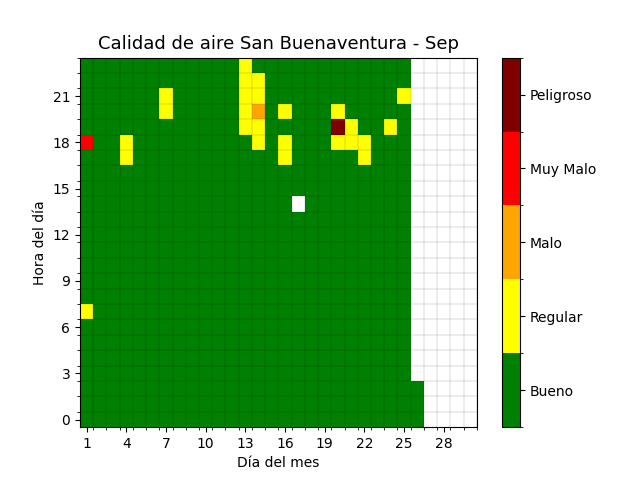 Calidad de aire San Buenaventura - Sep
Hora del día
21
18
15
12
9
6
3
0
1 4 7 10 13 16 19 22 25 28
Día del mes
Peligroso
Muy Malo
Malo
Regular
Bueno